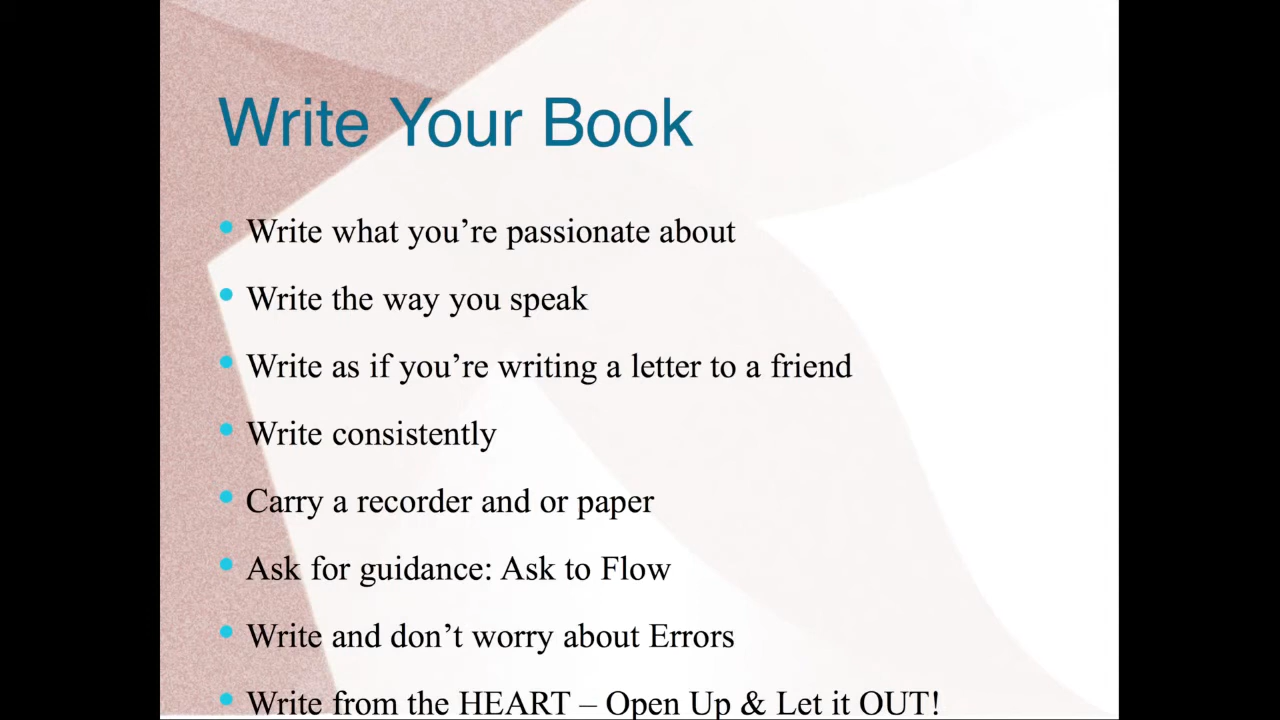 Write Your Book
• Write what you’re passionate about
• Write the way you speak
• Write as if you’re writing a letter to a friend
• Write consistently
• Carry a recorder and or paper
• Ask for guidance: Ask to Flow
• Write and don’t worry about Errors
• Write from the HEART – Open Up & Let it OUT!